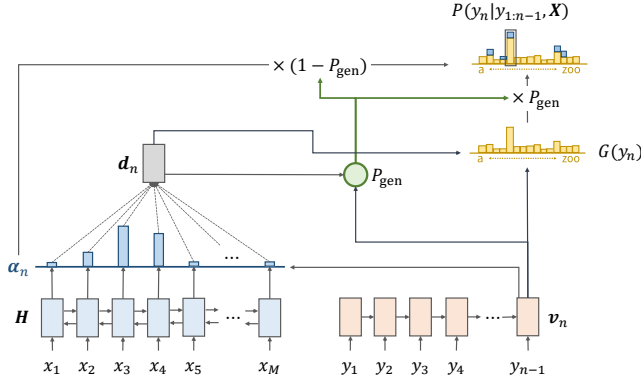 P(y_n|y_{1:n−1}, X)
× (1 − P_gen)
a zoo
× P_gen
d_n
P_gen
a zoo
G(y_n)
α_n
...
H
...
...
v_n
x_1 x_2 x_3 x_4 x_5 x_M
y_1 y_2 y_3 y_4 y_{n−1}